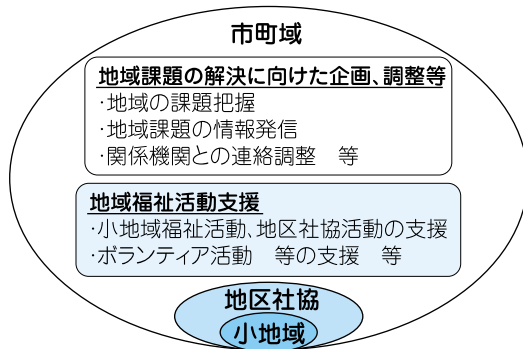 市町域
地域課題の解決に向けた企画、調整等
·地域の課題把握
·地域課題の情報発信
·関係機関との連絡調整　等
地域福祉活動支援
·小地域福祉活動、地区社協活動の支援
·ボランティア活動　等の支援　等
地区社協
小地域